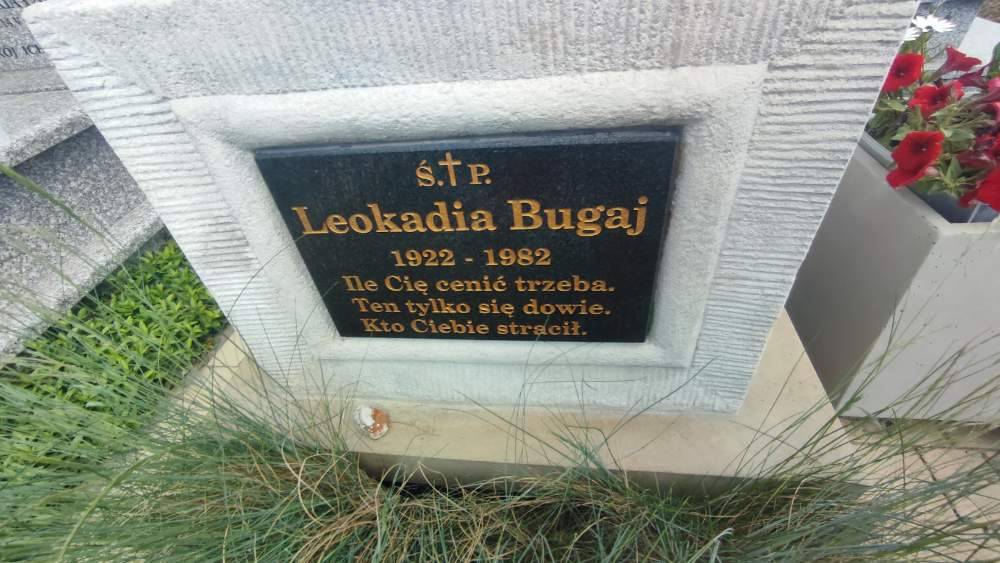 Ś.†P.
Leokadia Bugaj
1922 - 1982
Ile Cię cenić trzeba.
Ten tylko się dowie.
Kto Ciebie stracił.